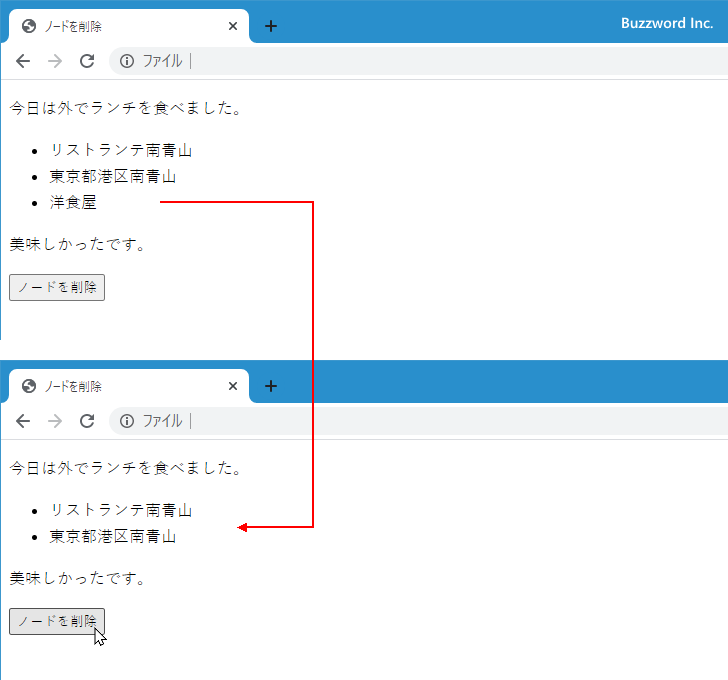 ノードを削除
Buzzword Inc.
ファイル
今日は外でランチを食べました。
リストランテ南青山
東京都港区南青山
洋食屋
美味しかったです。
ノードを削除
ノードを削除
ファイル
今日は外でランチを食べました。
リストランテ南青山
東京都港区南青山
美味しかったです。
ノードを削除